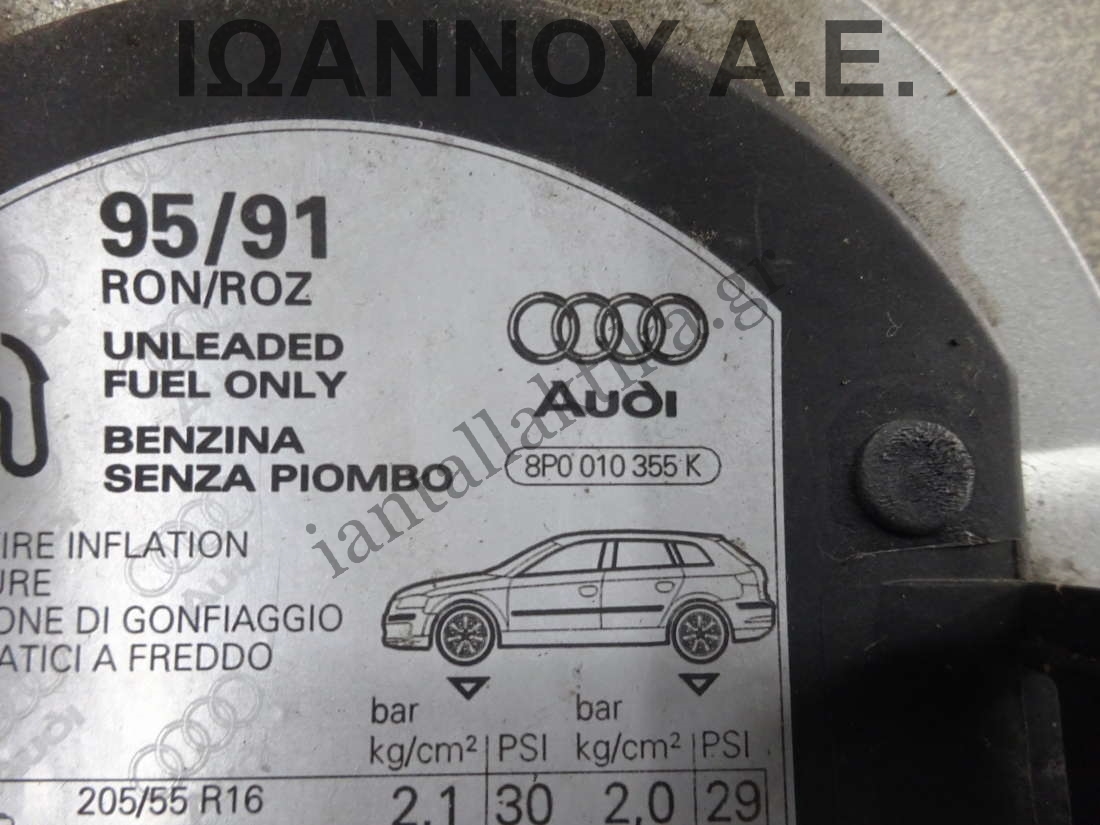 ΙΩΑΝΝΟΥ Α.Ε.
95/91
RON/ROZ
UNLEADED
FUEL ONLY
BENZINA
SENZA PIOMBO
Audi
8P0 010 355 K
iantallaktika.gr
IRE INFLATION
URE
ONE DI GONFIAGGIO
ATICI A FREDDO
bar bar
kg/cm² PSI kg/cm² PSI
205/55 R16 2,1 30 2,0 29